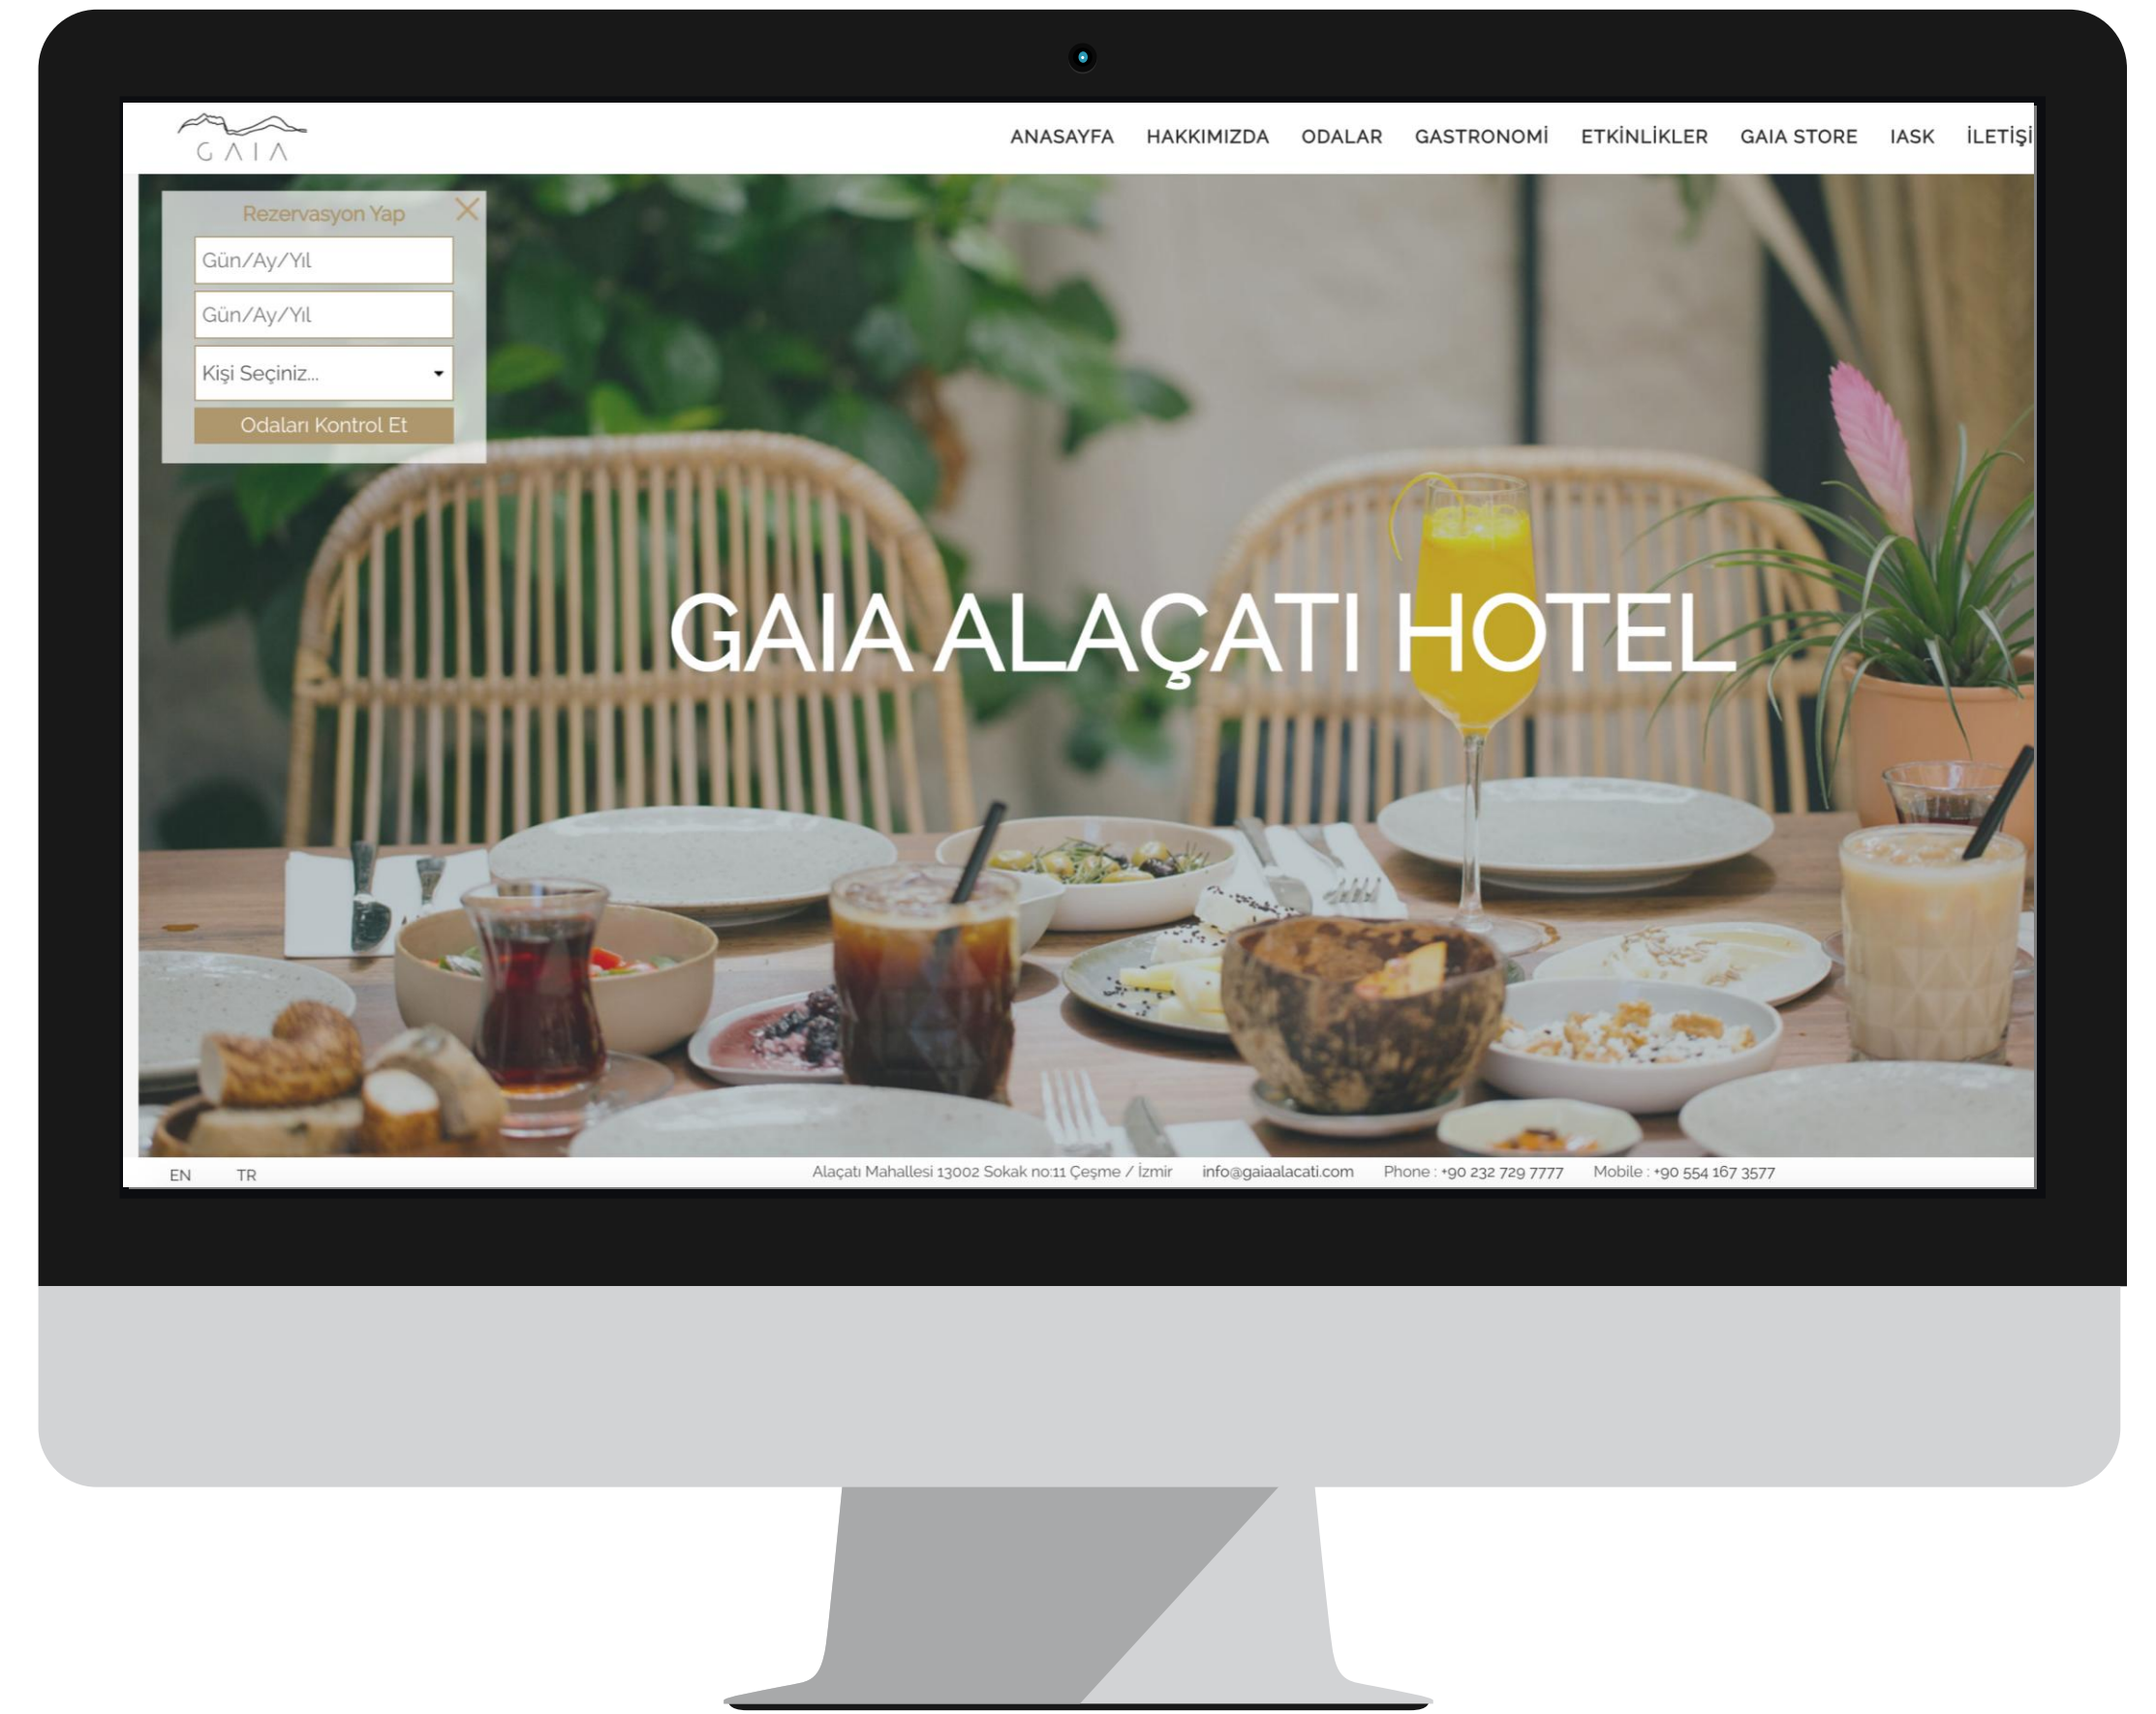 GAIA
ANASAYFA HAKKIMIZDA ODALAR GASTRONOMİ ETKİNLİKLER GAIA STORE IASK İLETİŞİ
Rezervasyon Yap
Gün/Ay/Yıl
Gün/Ay/Yıl
Kişi Seçiniz...
Odaları Kontrol Et
GAIA ALAÇATI HOTEL
EN TR
Alaçatı Mahallesi 13002 Sokak no:11 Çeşme / İzmir info@gaiaalacati.com Phone : +90 232 729 7777 Mobile : +90 554 167 3577